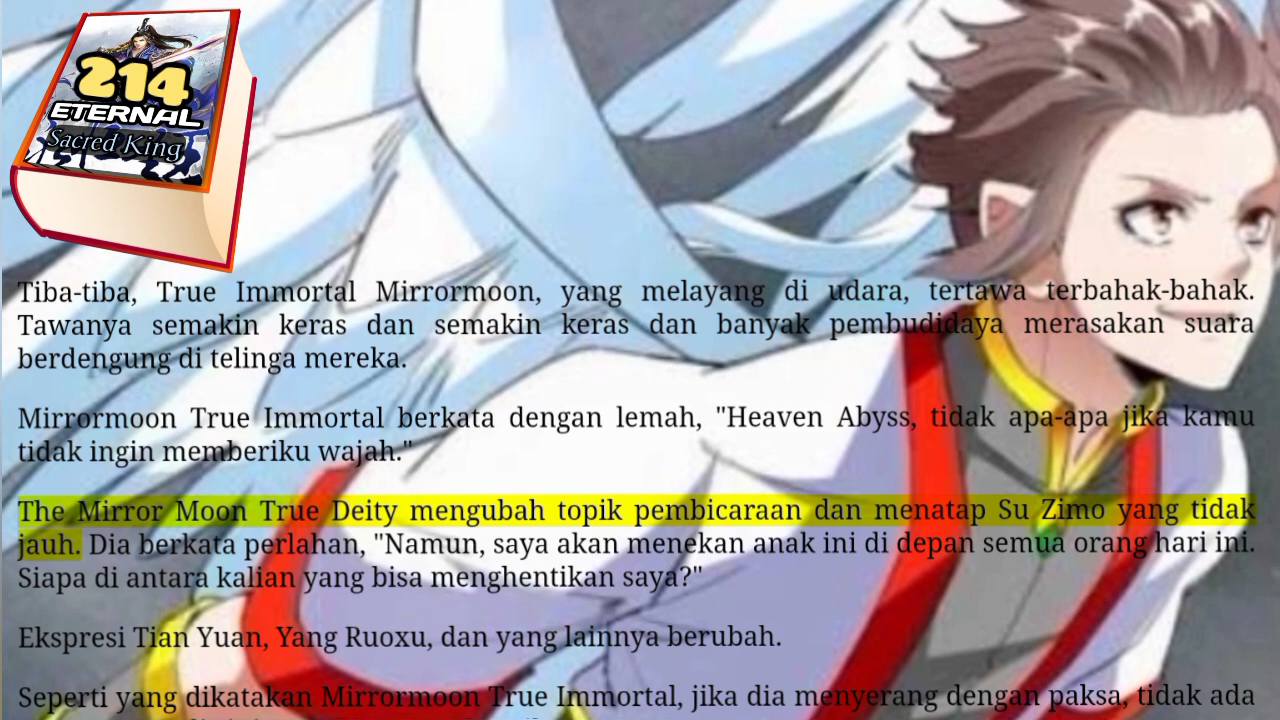 214
ETERNAL
Sacred King
Tiba-tiba, True Immortal Mirrormoon, yang melayang di udara, tertawa terbahak-bahak.
Tawanya semakin keras dan semakin keras dan banyak pembudidaya merasakan suara
berdengung di telinga mereka.
Mirrormoon True Immortal berkata dengan lemah, "Heaven Abyss, tidak apa-apa jika kamu
tidak ingin memberiku wajah."
The Mirror Moon True Deity mengubah topik pembicaraan dan menatap Su Zimo yang tidak
jauh. Dia berkata perlahan, "Namun, saya akan menekan anak ini di depan semua orang hari ini.
Siapa di antara kalian yang bisa menghentikan saya?"
Ekspresi Tian Yuan, Yang Ruoxu, dan yang lainnya berubah.
Seperti yang dikatakan Mirrormoon True Immortal, jika dia menyerang dengan paksa, tidak ada